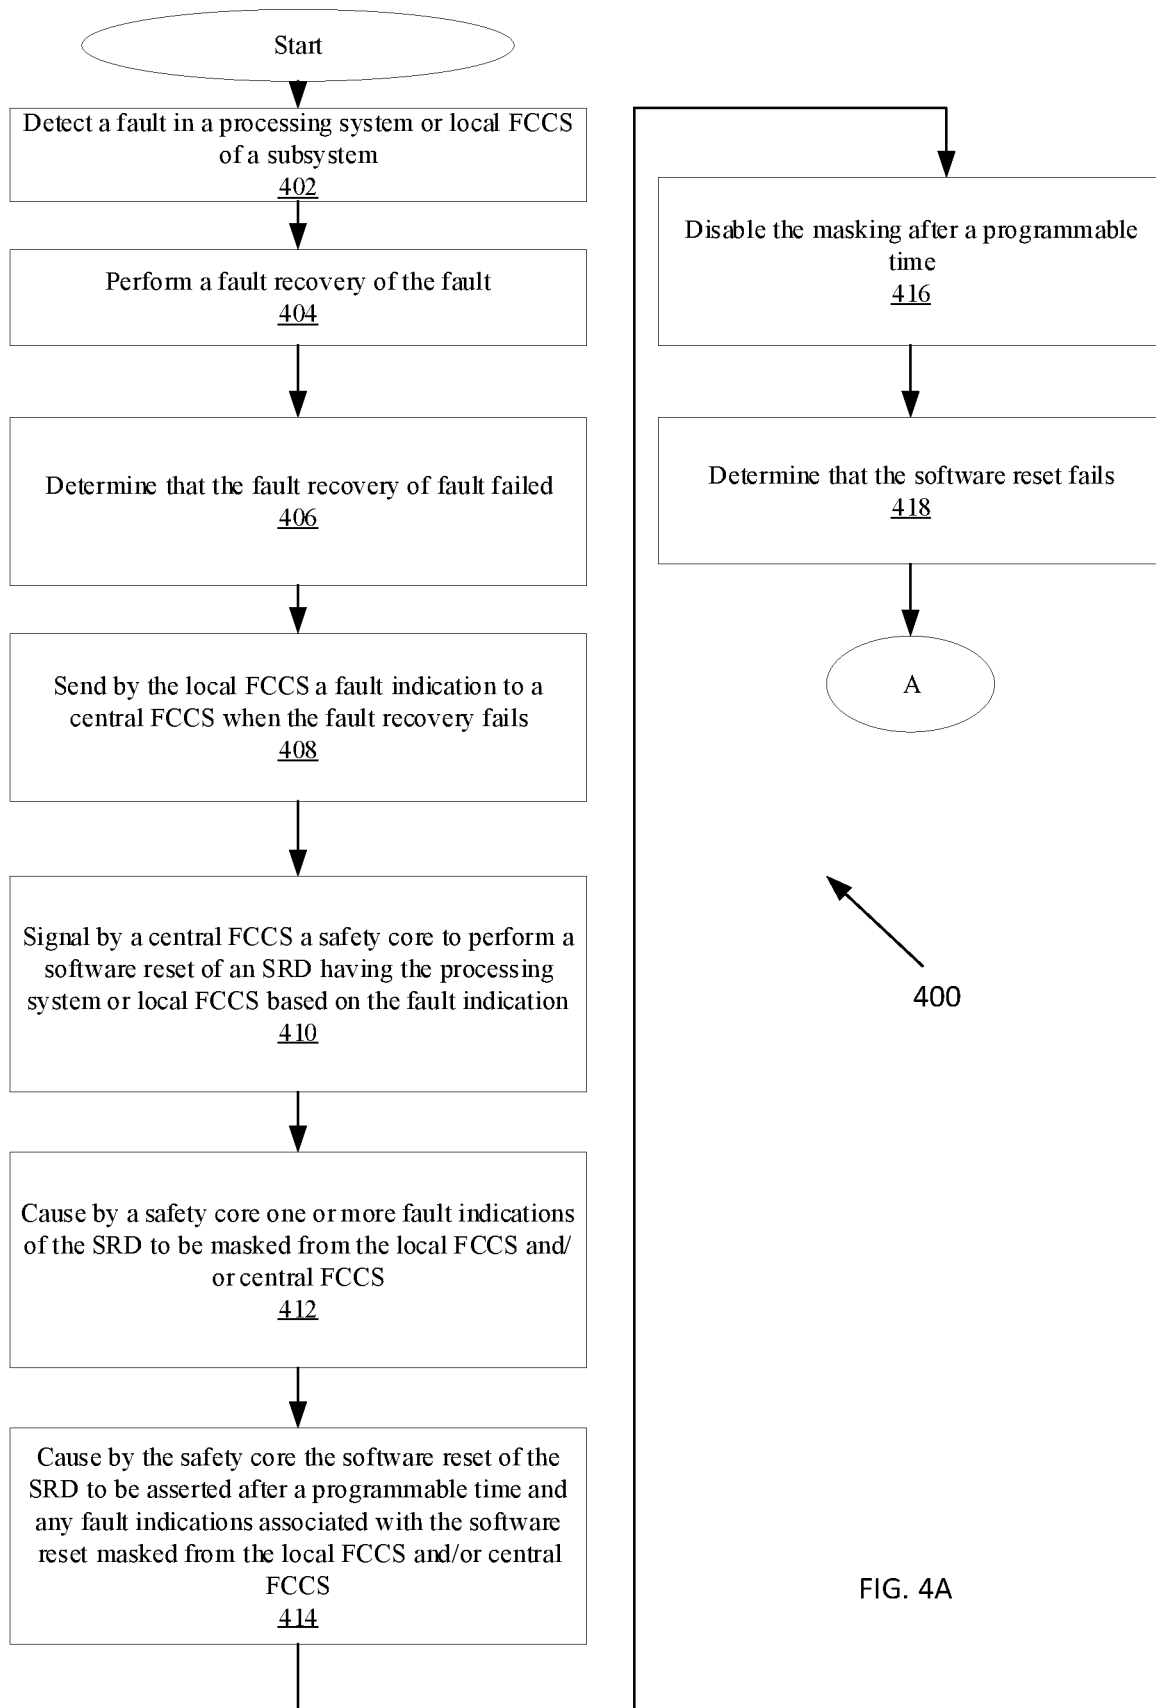 Start
Detect a fault in a processing system or local FCCS
of a subsystem
402
Perform a fault recovery of the fault
404
Determine that the fault recovery of fault failed
406
Send by the local FCCS a fault indication to a
central FCCS when the fault recovery fails
408
Signal by a central FCCS a safety core to perform a
software reset of an SRD having the processing
system or local FCCS based on the fault indication
410
Cause by a safety core one or more fault indications
of the SRD to be masked from the local FCCS and/
or central FCCS
412
Cause by the safety core the software reset of the
SRD to be asserted after a programmable time and
any fault indications associated with the software
reset masked from the local FCCS and/or central
FCCS
414
Disable the masking after a programmable
time
416
Determine that the software reset fails
418
A
400
FIG. 4A